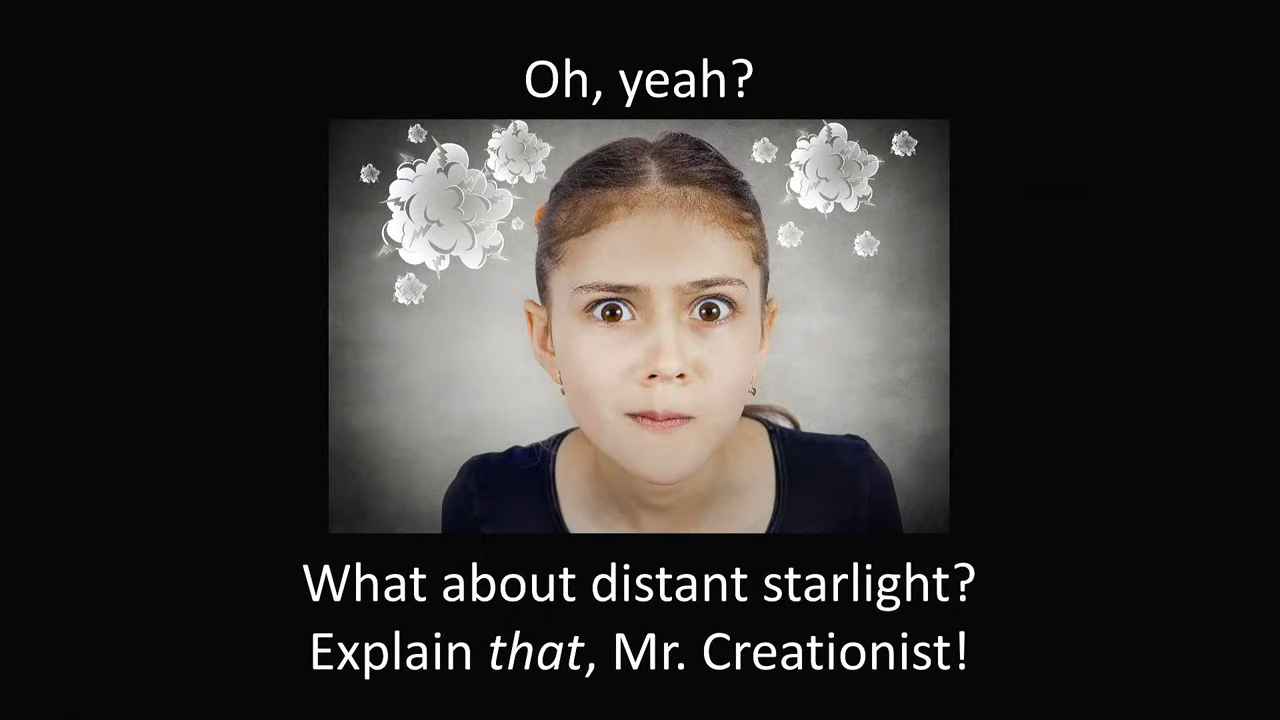 Oh, yeah?
What about distant starlight?
Explain that, Mr. Creationist!